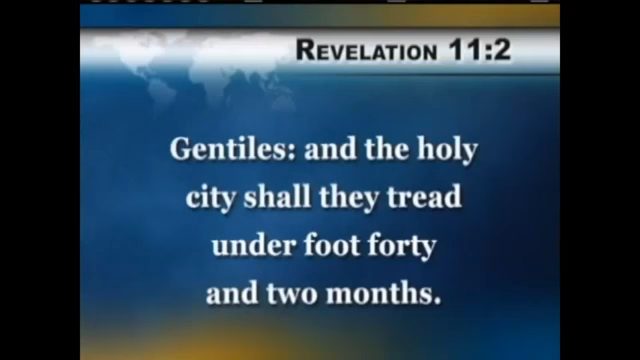 REVELATION 11:2
Gentiles: and the holy
city shall they tread
under foot forty
and two months.